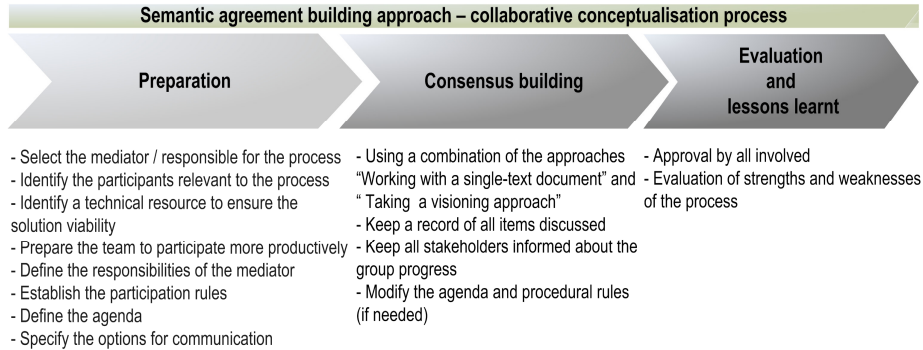 Semantic agreement building approach – collaborative conceptualisation process
Preparation
Consensus building
Evaluation
and
lessons learnt
- Select the mediator / responsible for the process
- Identify the participants relevant to the process
- Identify a technical resource to ensure the
solution viability
- Prepare the team to participate more productively
- Define the responsibilities of the mediator
- Establish the participation rules
- Define the agenda
- Specify the options for communication
- Using a combination of the approaches
“Working with a single-text document” and
“ Taking a visioning approach”
- Keep a record of all items discussed
- Keep all stakeholders informed about the
group progress
- Modify the agenda and procedural rules
(if needed)
- Approval by all involved
- Evaluation of strengths and weaknesses
of the process